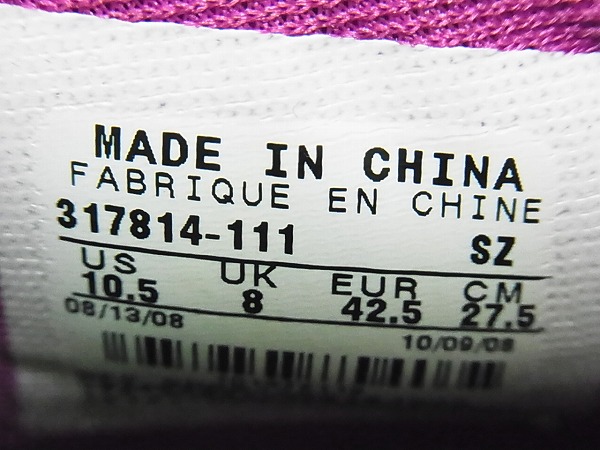 MADE IN CHINA
FABRIQUE EN CHINE
317814-111 SZ
US UK EUR CM
10.5 8 42.5 27.5
08/13/08 10/09/08